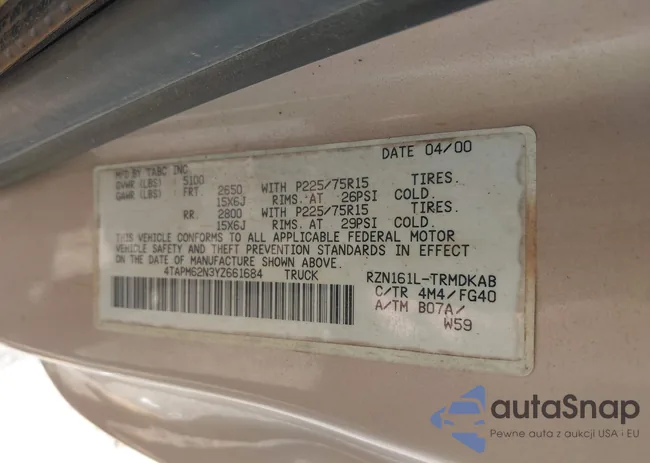 DATE 04/00
MFD BY TABC INC
GVWR (LBS) 5100
GAWR (LBS) FRT 2650 WITH P225/75R15 TIRES.
15X6J RIMS. AT 26PSI COLD.
RR. 2800 WITH P225/75R15 TIRES.
15X6J RIMS. AT 29PSI COLD.
THIS VEHICLE CONFORMS TO ALL APPLICABLE FEDERAL MOTOR
VEHICLE SAFETY AND THEFT PREVENTION STANDARDS IN EFFECT
ON THE DATE OF MANUFACTURE SHOWN ABOVE.
4TAPM62N3YZ661684 TRUCK RZN161L-TRMDKAB
C/TR 4M4/FG40
A/TM B07A/
W59
autaSnap
Pewne auta z aukcji USA i EU